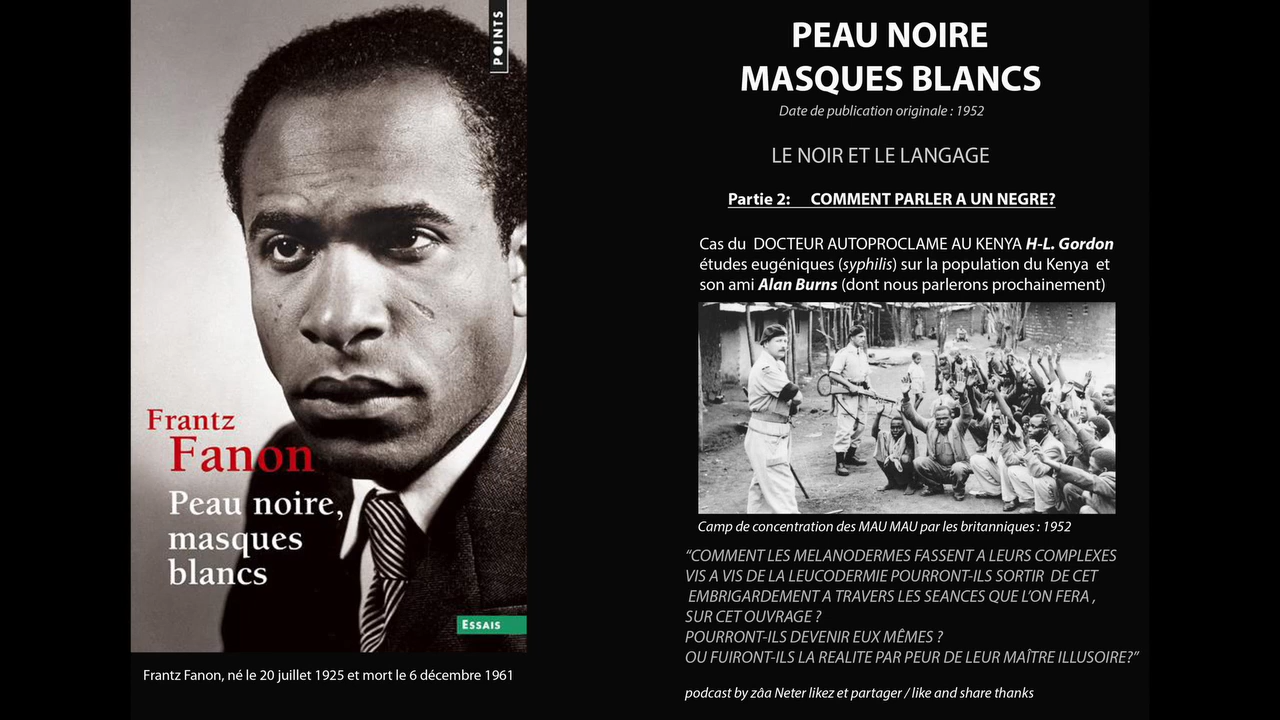 POINTS
Frantz
Fanon
Peau noire,
masques
blancs
ESSAIS
Frantz Fanon, né le 20 juillet 1925 et mort le 6 décembre 1961
PEAU NOIRE
MASQUES BLANCS
Date de publication originale : 1952
LE NOIR ET LE LANGAGE
Partie 2: COMMENT PARLER A UN NEGRE?
Cas du DOCTEUR AUTOPROCLAME AU KENYA H-L. Gordon
études eugéniques (syphilis) sur la population du Kenya et
son ami Alan Burns (dont nous parlerons prochainement)
Camp de concentration des MAU MAU par les britanniques : 1952
“COMMENT LES MELANODERMES FASSENT A LEURS COMPLEXES
VIS A VIS DE LA LEUCODERMIE POURRONT-ILS SORTIR DE CET
EMBRIGARDEMENT A TRAVERS LES SEANCES QUE L’ON FERA ,
SUR CET OUVRAGE ?
POURRONT-ILS DEVENIR EUX MÊMES ?
OU FUIRONT-ILS LA REALITE PAR PEUR DE LEUR MAÎTRE ILLUSOIRE?”
podcast by zâa Neter likez et partager / like and share thanks